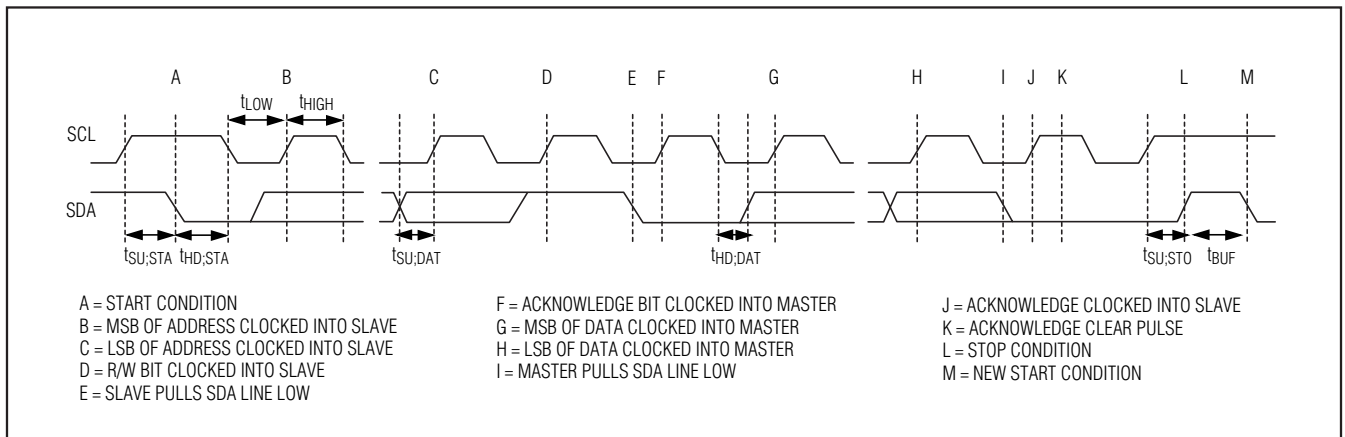 A B C D E F G H I J K L M
tLOW tHIGH
SCL
SDA
tSU;STA tHD;STA tSU;DAT tHD;DAT tSU;STO tBUF
A = START CONDITION
B = MSB OF ADDRESS CLOCKED INTO SLAVE
C = LSB OF ADDRESS CLOCKED INTO SLAVE
D = R/W BIT CLOCKED INTO SLAVE
E = SLAVE PULLS SDA LINE LOW
F = ACKNOWLEDGE BIT CLOCKED INTO MASTER
G = MSB OF DATA CLOCKED INTO MASTER
H = LSB OF DATA CLOCKED INTO MASTER
I = MASTER PULLS SDA LINE LOW
J = ACKNOWLEDGE CLOCKED INTO SLAVE
K = ACKNOWLEDGE CLEAR PULSE
L = STOP CONDITION
M = NEW START CONDITION